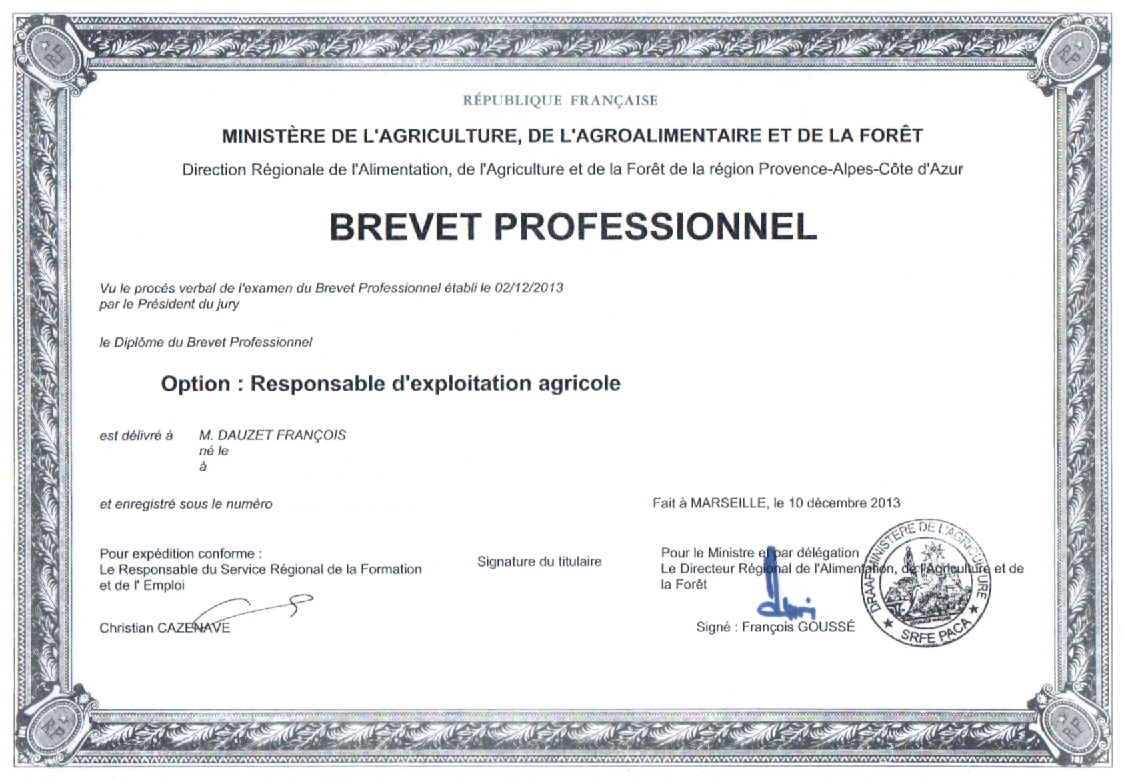 RÉPUBLIQUE FRANÇAISE
MINISTÈRE DE L'AGRICULTURE, DE L'AGROALIMENTAIRE ET DE LA FORÊT
Direction Régionale de l'Alimentation, de l'Agriculture et de la Forêt de la région Provence-Alpes-Côte d'Azur
BREVET PROFESSIONNEL
Vu le procès verbal de l'examen du Brevet Professionnel établi le 02/12/2013
par le Président du jury
le Diplôme du Brevet Professionnel
Option : Responsable d'exploitation agricole
est délivré à M. DAUZET FRANÇOIS
né le
à
et enregistré sous le numéro
Fait à MARSEILLE, le 10 décembre 2013
Pour expédition conforme :
Le Responsable du Service Régional de la Formation
et de l' Emploi
Christian CAZENAVE
Signature du titulaire
Pour le Ministre et par délégation
Le Directeur Régional de l'Alimentation, de l'Agriculture et de
la Forêt
Signé : François GOUSSÉ
DRAAF MINISTERE DE L'AGRICULTURE
★ SRFE PACA ★